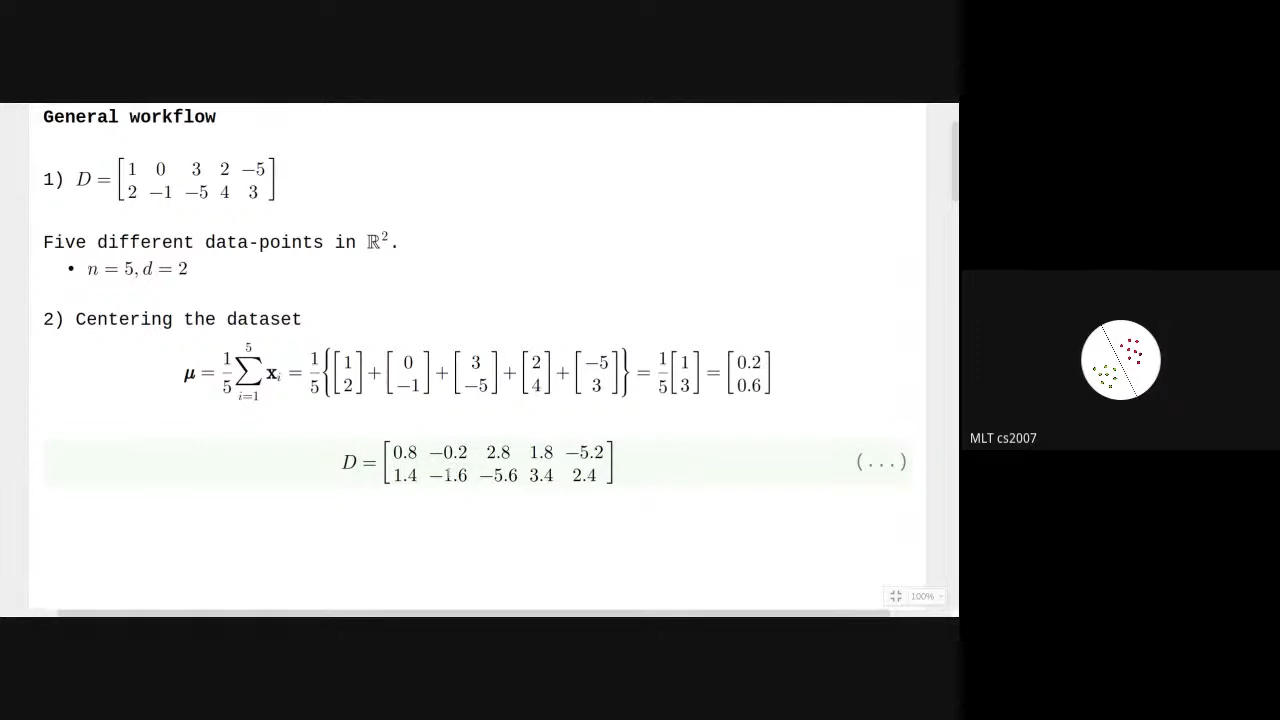 General workflow
1) D = [1 0 3 2 −5; 2 −1 −5 4 3]
Five different data-points in ℝ².
• n = 5, d = 2
2) Centering the dataset
μ = 1/5 ∑_{i=1}^{5} x_i = 1/5 { [1; 2] + [0; −1] + [3; −5] + [2; 4] + [−5; 3] } = 1/5 [1; 3] = [0.2; 0.6]
D = [0.8 −0.2 2.8 1.8 −5.2; 1.4 −1.6 −5.6 3.4 2.4] (...)
100%
MLT cs2007